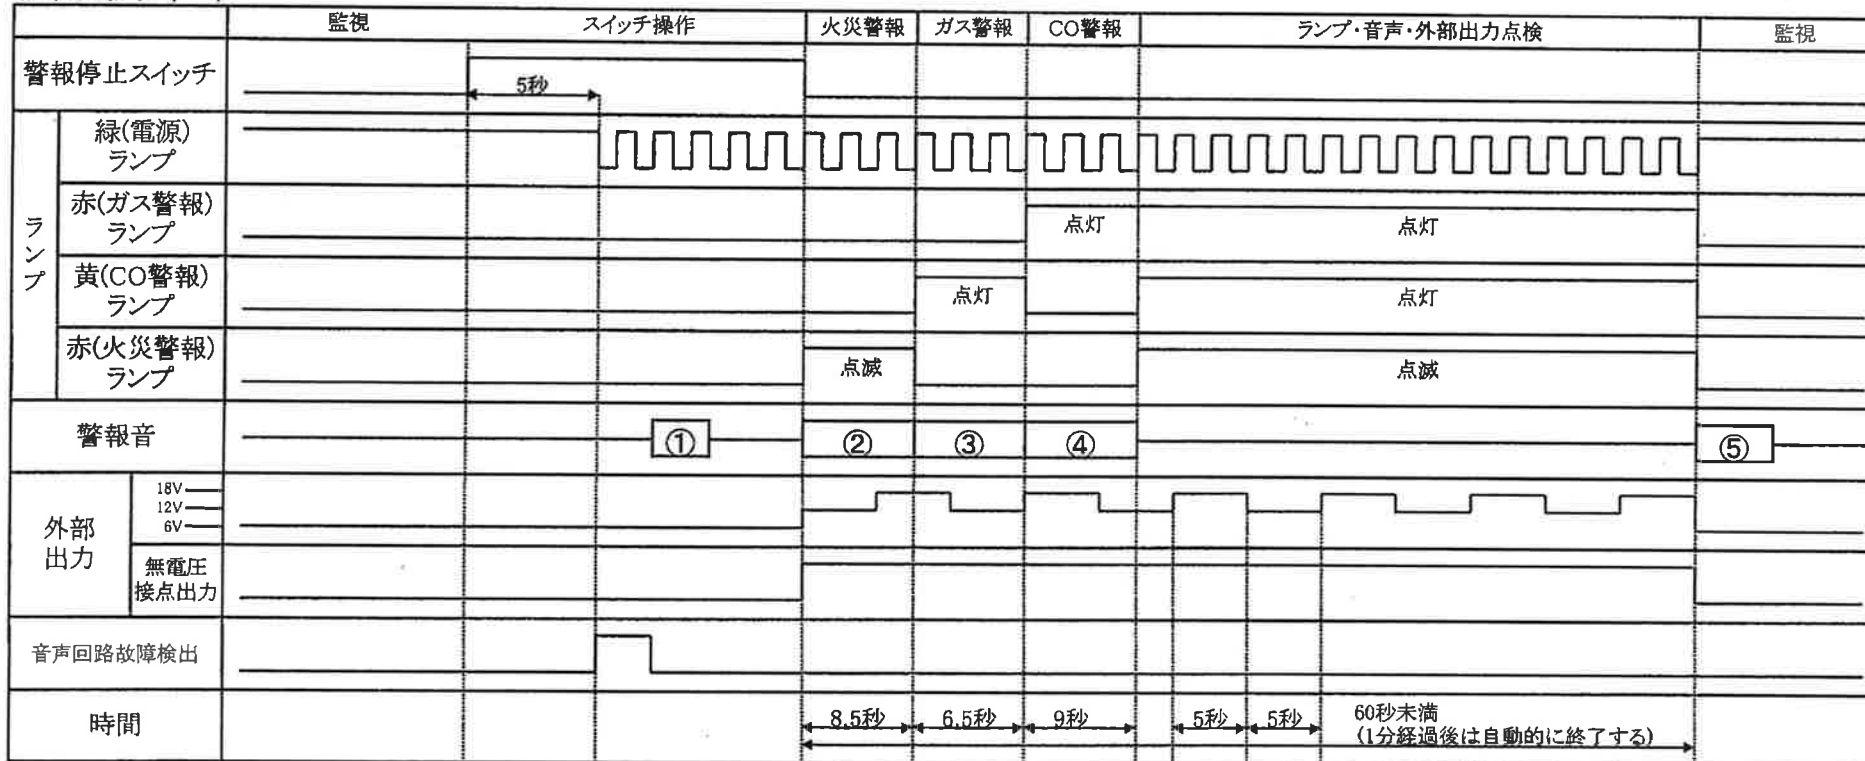 監視 スイッチ操作 火災警報 ガス警報 CO警報 ランプ・音声・外部出力点検 監視
警報停止スイッチ
5秒
ランプ
緑(電源)
ランプ
赤(ガス警報)
ランプ
点灯 点灯
黄(CO警報)
ランプ
点灯 点灯
赤(火災警報)
ランプ
点滅 点滅
警報音 ① ② ③ ④ ⑤
外部
出力
18V
12V
6V
無電圧
接点出力
音声回路故障検出
時間
8.5秒 6.5秒 9秒 5秒 5秒 60秒未満
(1分経過後は自動的に終了する)